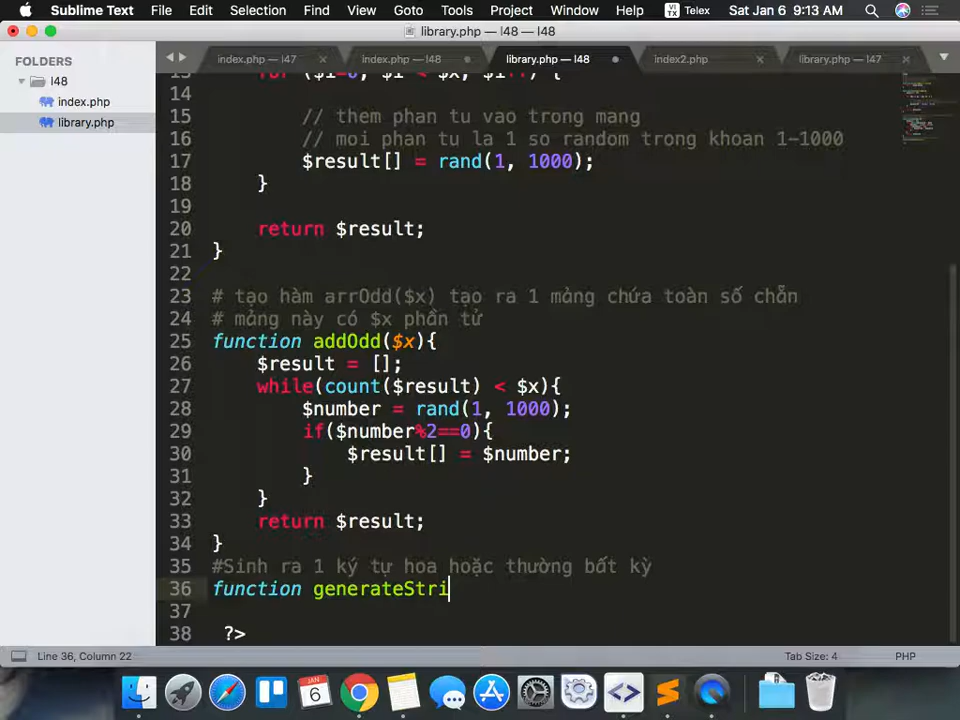 Sublime Text File Edit Selection Find View Goto Tools Project Window Help VI TX Telex Sat Jan 6 9:13 AM
library.php — l48 — l48
FOLDERS
l48
index.php
library.php
index.php — l47
index.php — l48
library.php — l48
index2.php
library.php — l47
14
15 // them phan tu vao trong mang
16 // moi phan tu la 1 so random trong khoan 1-1000
17 $result[] = rand(1, 1000);
18 }
19
20 return $result;
21 }
22
23 # tạo hàm arrOdd($x) tạo ra 1 mảng chứa toàn số chẵn
24 # mảng này có $x phần tử
25 function addOdd($x){
26 $result = [];
27 while(count($result) < $x){
28 $number = rand(1, 1000);
29 if($number%2==0){
30 $result[] = $number;
31 }
32 }
33 return $result;
34 }
35 #Sinh ra 1 ký tự hoa hoặc thường bất kỳ
36 function generateStri
37
38 ?>
Line 36, Column 22
Tab Size: 4
PHP
JAN
6